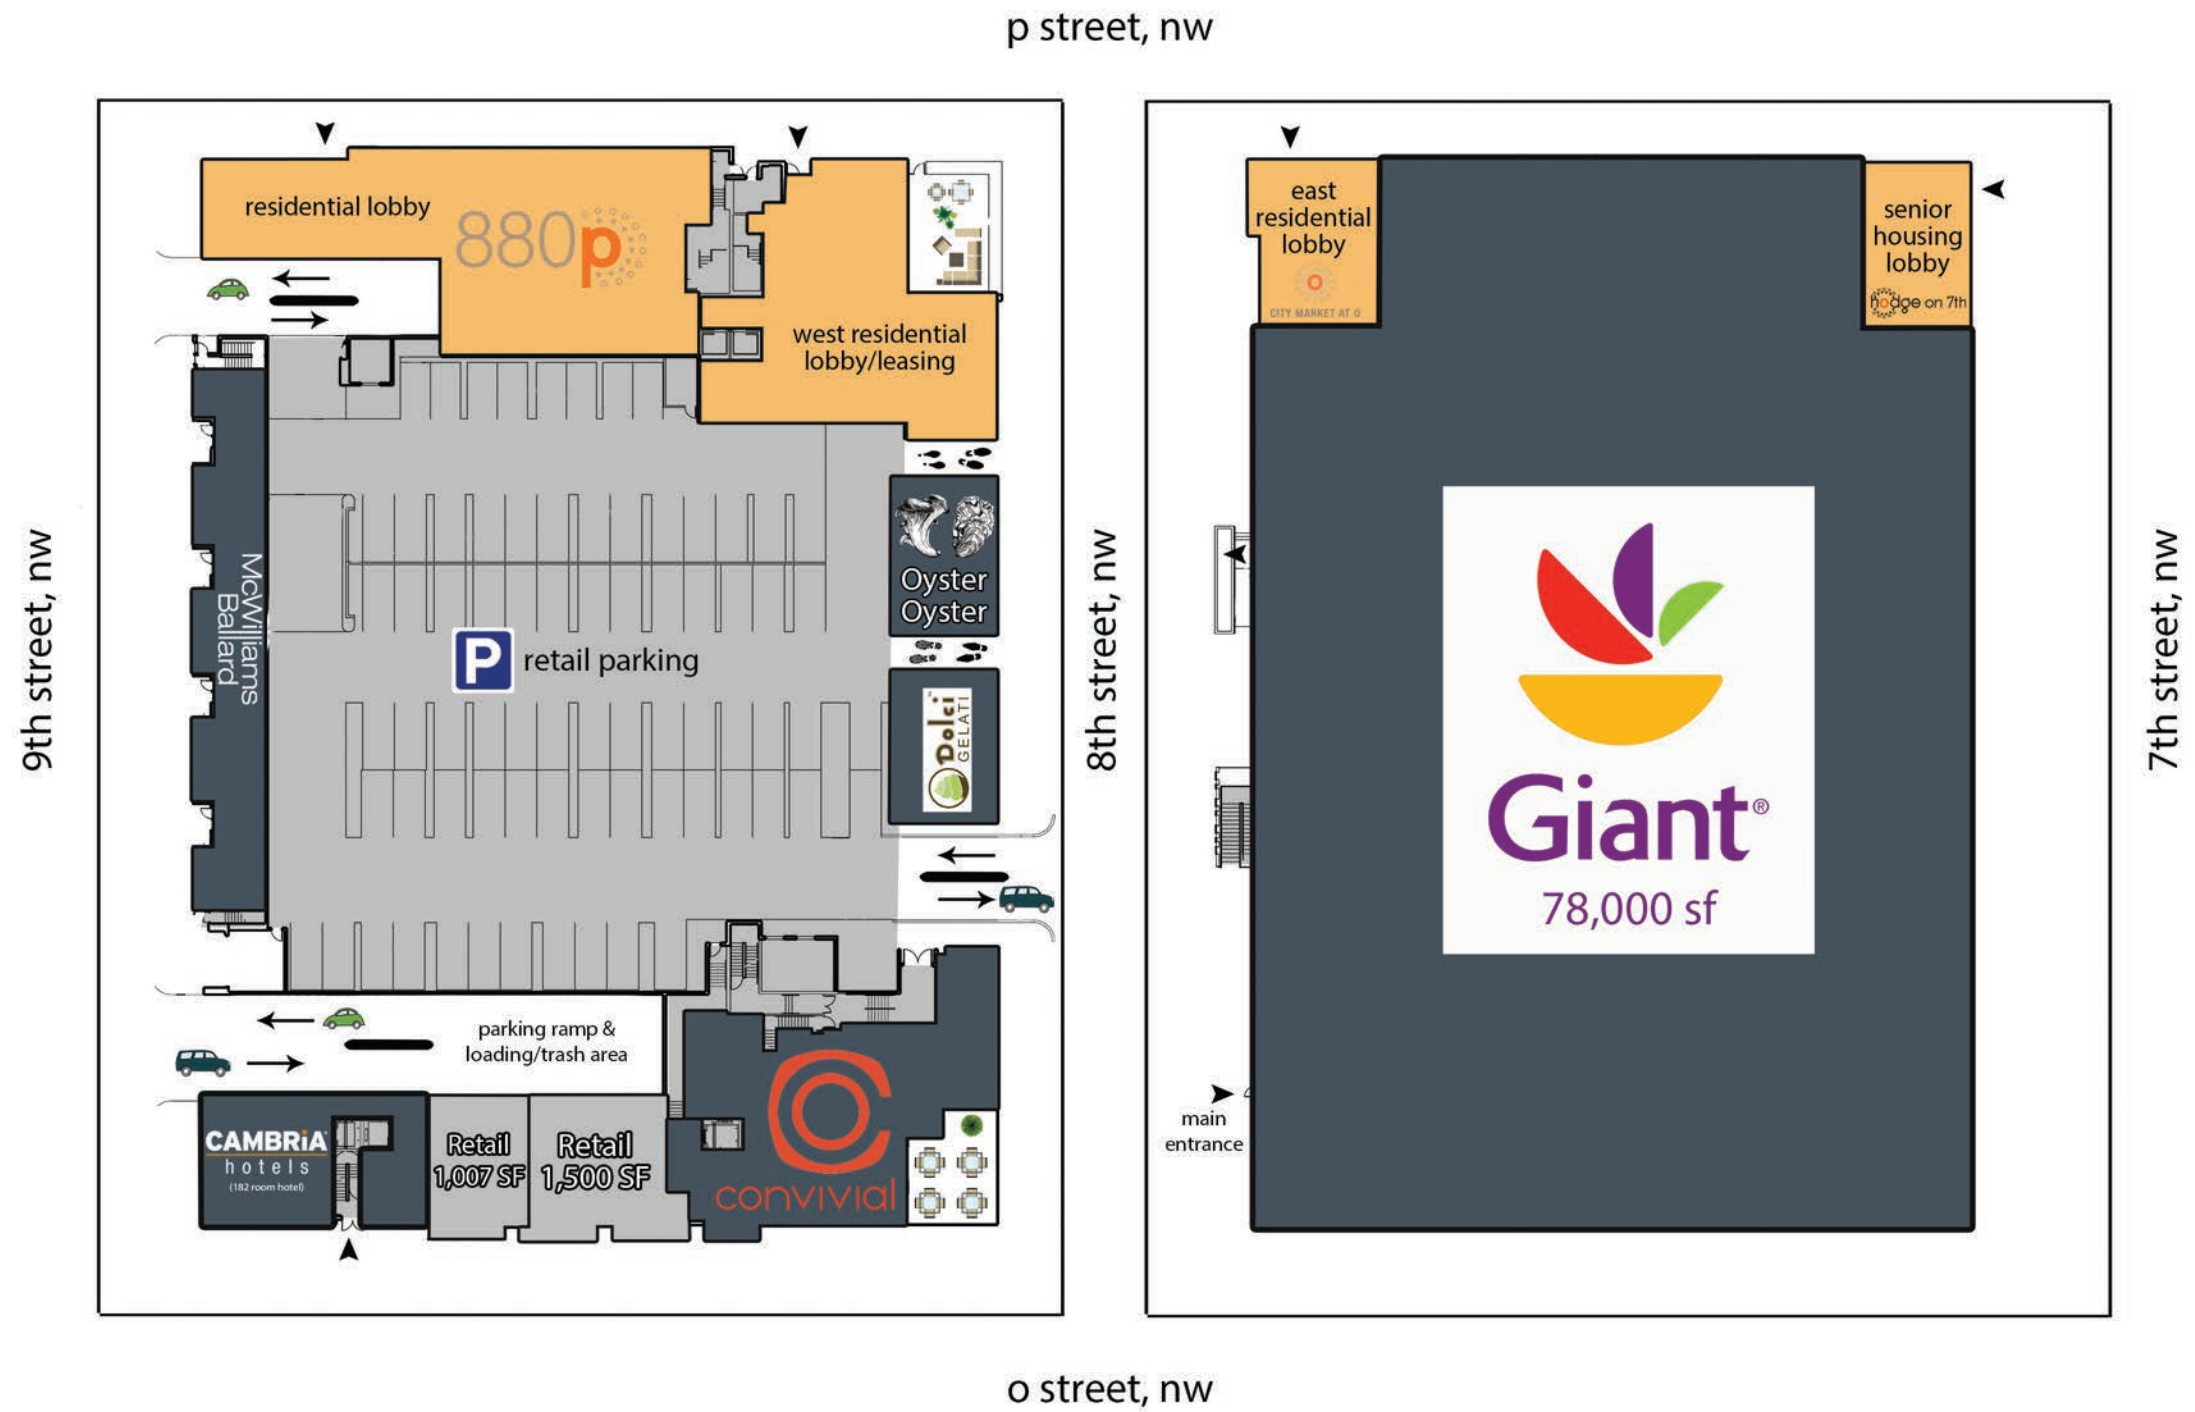 p street, nw
residential lobby
880p
west residential
lobby/leasing
east
residential
lobby
o
CITY MARKET AT O
senior
housing
lobby
hodge on 7th
9th street, nw
McWilliams
Ballard
P
retail parking
Oyster
Oyster
Dolci
GELATI
8th street, nw
Giant®
78,000 sf
7th street, nw
parking ramp &
loading/trash area
main
entrance
CAMBRiA
hotels
(182 room hotel)
Retail
1,007 SF
Retail
1,500 SF
convivial
o street, nw